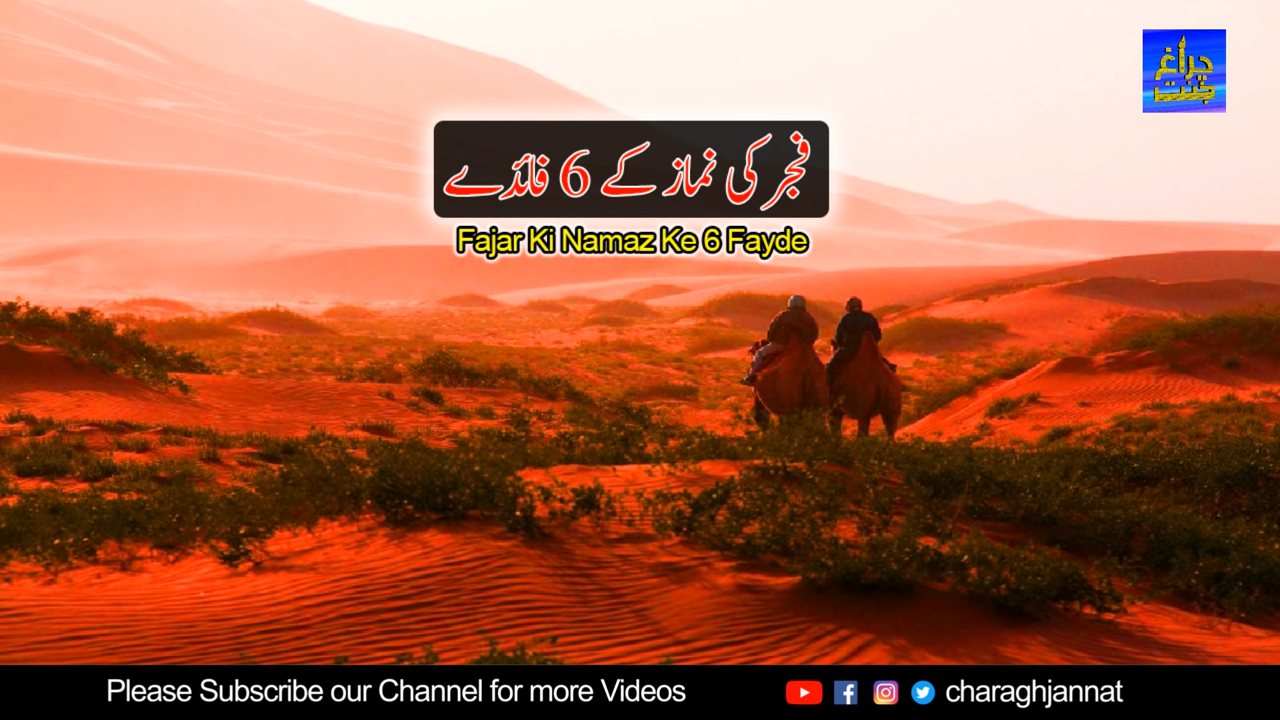 چراغ
جنت
فجر کی نماز کے 6 فائدے
Fajar Ki Namaz Ke 6 Fayde
Please Subscribe our Channel for more Videos
charaghjannat